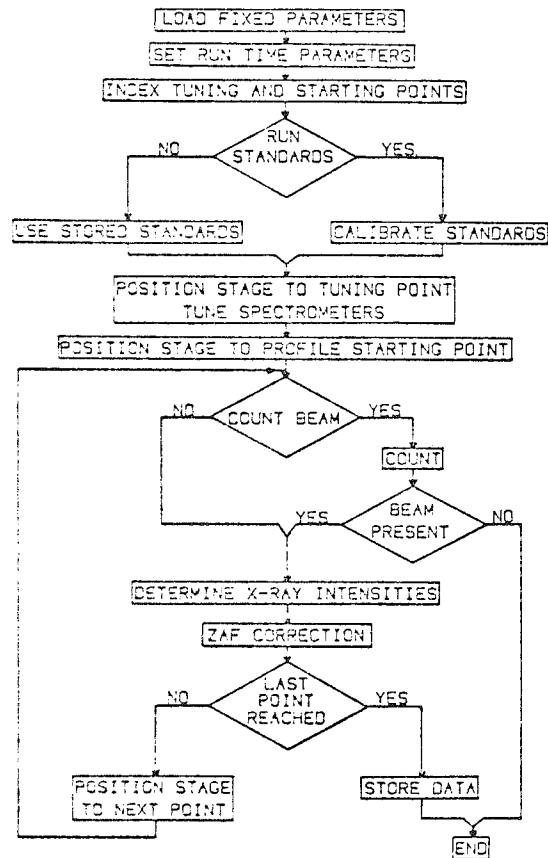 LOAD FIXED PARAMETERS
SET RUN TIME PARAMETERS
INDEX TUNING AND STARTING POINTS
RUN
STANDARDS
NO
YES
USE STORED STANDARDS
CALIBRATE STANDARDS
POSITION STAGE TO TUNING POINT
TUNE SPECTROMETERS
POSITION STAGE TO PROFILE STARTING POINT
NO
COUNT BEAM
YES
COUNT
YES
BEAM
PRESENT
NO
DETERMINE X-RAY INTENSITIES
ZAF CORRECTION
NO
LAST
POINT
REACHED
YES
POSITION STAGE
TO NEXT POINT
STORE DATA
END